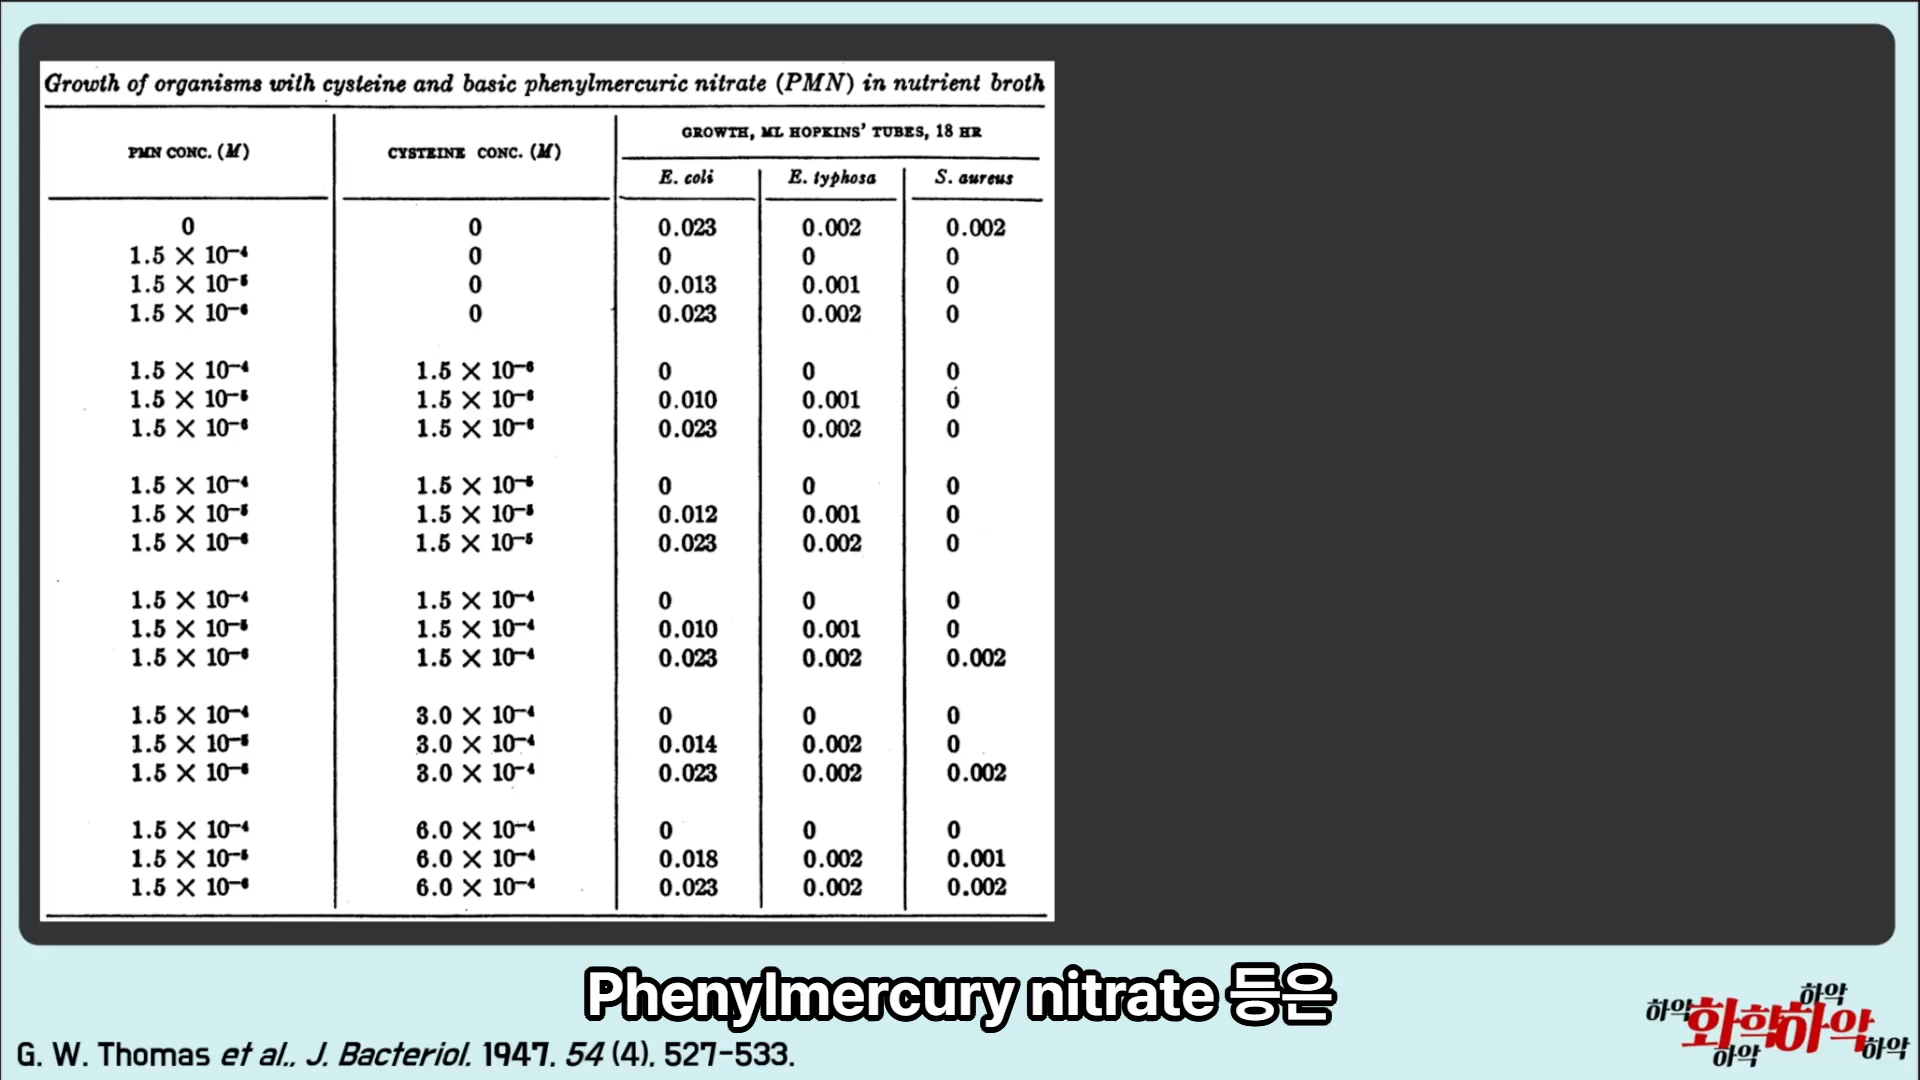 Growth of organisms with cysteine and basic phenylmercuric nitrate (PMN) in nutrient broth
PMN CONC. (M) CYSTEINE CONC. (M) GROWTH, ML HOPKINS' TUBES, 18 HR
E. coli E. typhosa S. aureus
0 0 0.023 0.002 0.002
1.5 × 10⁻⁴ 0 0 0 0
1.5 × 10⁻⁵ 0 0.013 0.001 0
1.5 × 10⁻⁶ 0 0.023 0.002 0
1.5 × 10⁻⁴ 1.5 × 10⁻⁶ 0 0 0
1.5 × 10⁻⁵ 1.5 × 10⁻⁶ 0.010 0.001 0
1.5 × 10⁻⁶ 1.5 × 10⁻⁶ 0.023 0.002 0
1.5 × 10⁻⁴ 1.5 × 10⁻⁵ 0 0 0
1.5 × 10⁻⁵ 1.5 × 10⁻⁵ 0.012 0.001 0
1.5 × 10⁻⁶ 1.5 × 10⁻⁵ 0.023 0.002 0
1.5 × 10⁻⁴ 1.5 × 10⁻⁴ 0 0 0
1.5 × 10⁻⁵ 1.5 × 10⁻⁴ 0.010 0.001 0
1.5 × 10⁻⁶ 1.5 × 10⁻⁴ 0.023 0.002 0.002
1.5 × 10⁻⁴ 3.0 × 10⁻⁴ 0 0 0
1.5 × 10⁻⁵ 3.0 × 10⁻⁴ 0.014 0.002 0
1.5 × 10⁻⁶ 3.0 × 10⁻⁴ 0.023 0.002 0.002
1.5 × 10⁻⁴ 6.0 × 10⁻⁴ 0 0 0
1.5 × 10⁻⁵ 6.0 × 10⁻⁴ 0.018 0.002 0.001
1.5 × 10⁻⁶ 6.0 × 10⁻⁴ 0.023 0.002 0.002
Phenylmercury nitrate 등은
G. W. Thomas et al., J. Bacteriol. 1947, 54 (4), 527-533.
하악
하악 화학하악
하악 하악